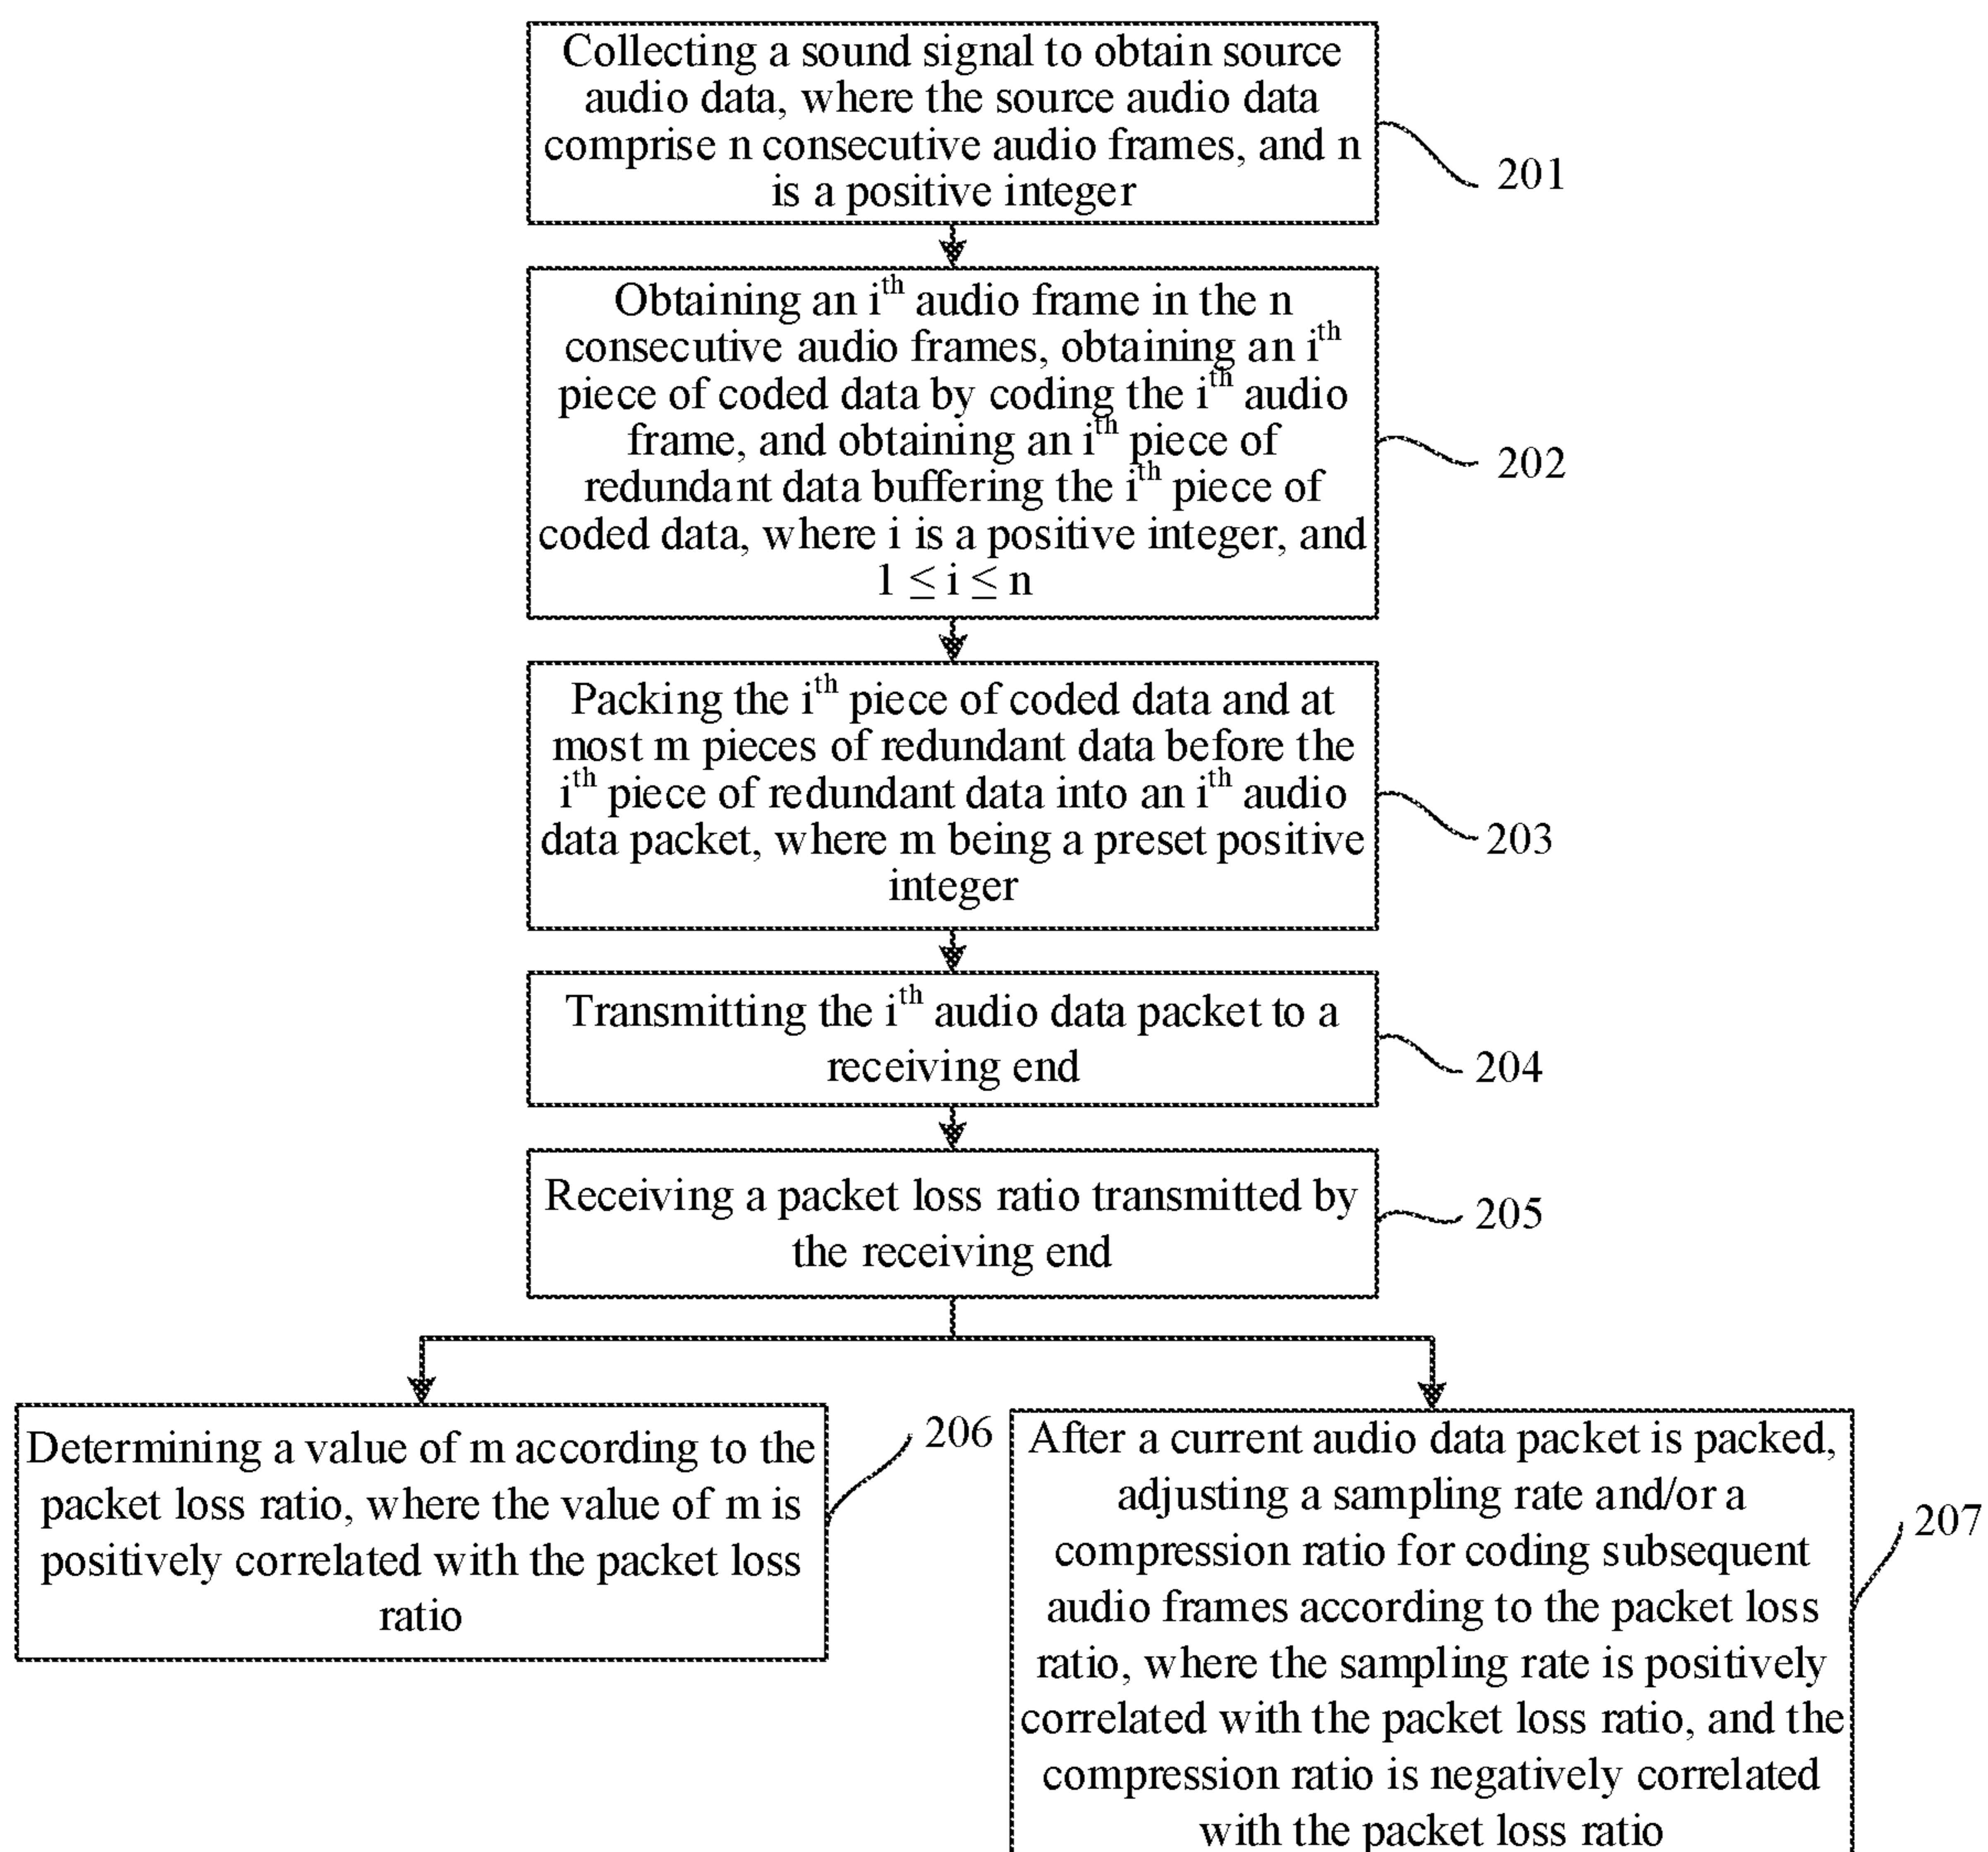 Collecting a sound signal to obtain source
audio data, where the source audio data
comprise n consecutive audio frames, and n
is a positive integer
201
Obtaining an i^th audio frame in the n
consecutive audio frames, obtaining an i^th
piece of coded data by coding the i^th audio
frame, and obtaining an i^th piece of
redundant data buffering the i^th piece of
coded data, where i is a positive integer, and
1 ≤ i ≤ n
202
Packing the i^th piece of coded data and at
most m pieces of redundant data before the
i^th piece of redundant data into an i^th audio
data packet, where m being a preset positive
integer
203
Transmitting the i^th audio data packet to a
receiving end
204
Receiving a packet loss ratio transmitted by
the receiving end
205
Determining a value of m according to the
packet loss ratio, where the value of m is
positively correlated with the packet loss
ratio
206
After a current audio data packet is packed,
adjusting a sampling rate and/or a
compression ratio for coding subsequent
audio frames according to the packet loss
ratio, where the sampling rate is positively
correlated with the packet loss ratio, and the
compression ratio is negatively correlated
with the packet loss ratio
207